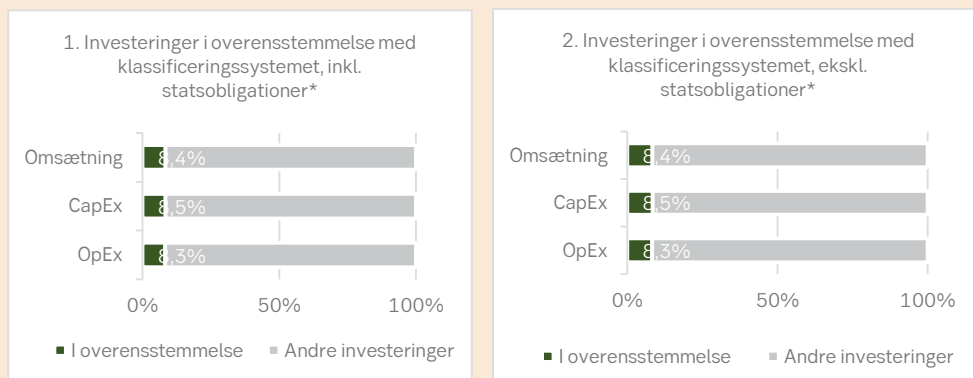 1. Investeringer i overensstemmelse med
klassificeringssystemet, inkl.
statsobligationer*
Omsætning
8,4%
CapEx
8,5%
OpEx
8,3%
0%
50%
100%
I overensstemmelse
Andre investeringer
2. Investeringer i overensstemmelse med
klassificeringssystemet, ekskl.
statsobligationer*
Omsætning
8,4%
CapEx
8,5%
OpEx
8,3%
0%
50%
100%
I overensstemmelse
Andre investeringer